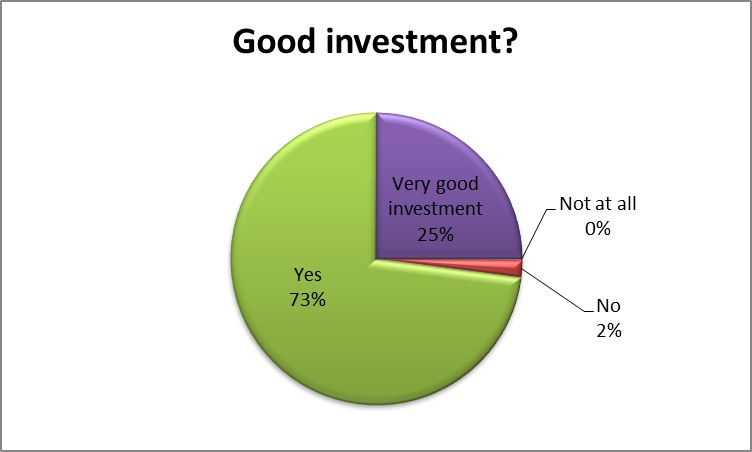 Good investment?
Very good
investment
25%
Not at all
0%
No
2%
Yes
73%